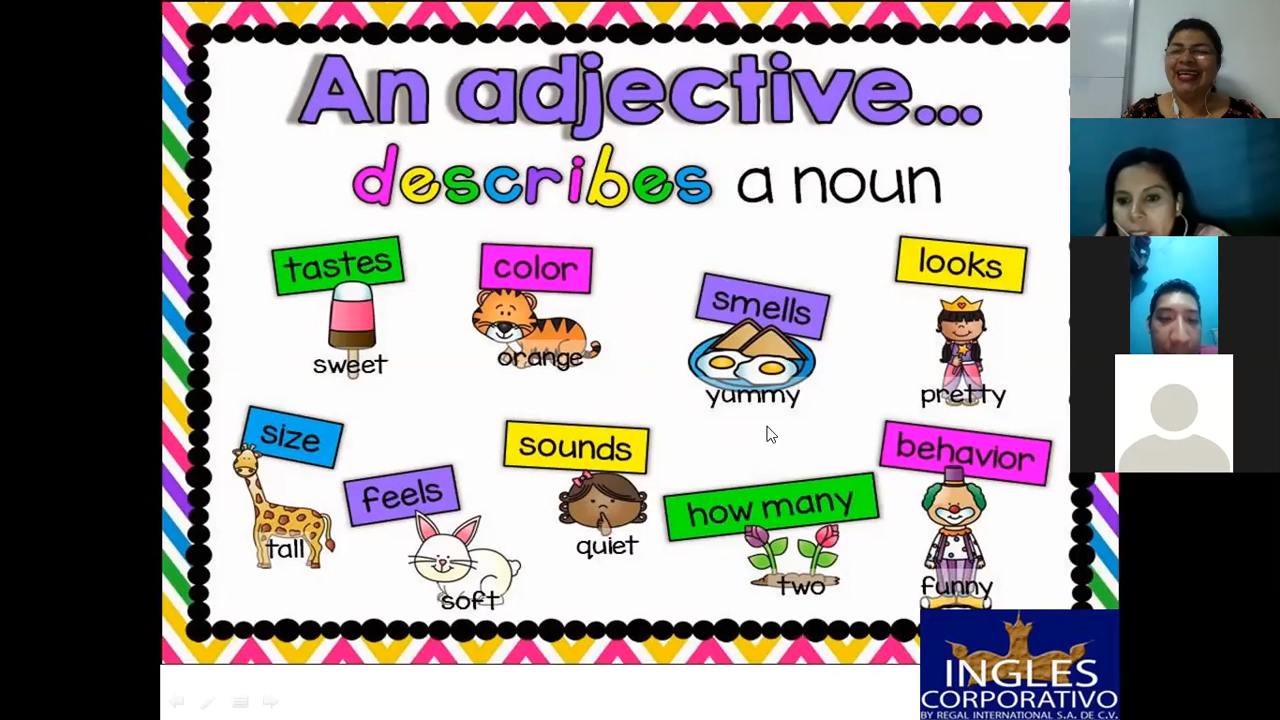 An adjective...
describes a noun
tastes
sweet
color
orange
smells
yummy
looks
pretty
size
tall
feels
soft
sounds
quiet
how many
two
behavior
funny
INGLES
CORPORATIVO
BY REGAL INTERNATIONAL S.A. DE C.V.